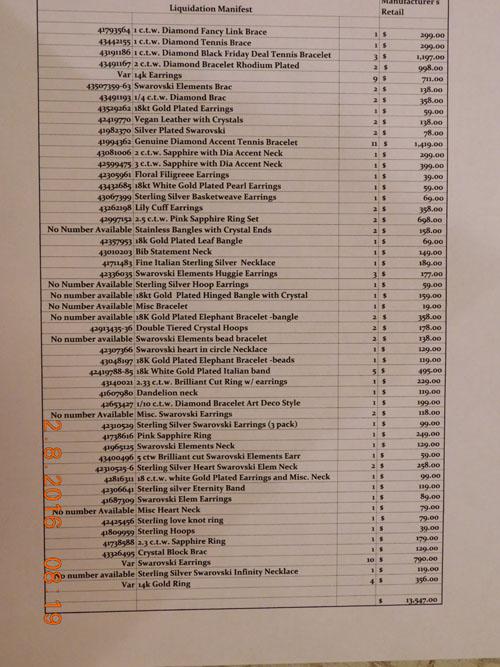 Liquidation Manifest
Manufacturer's
Retail
41793564 1 c.t.w. Diamond Fancy Link Brace 1 $ 299.00
43442155 1 c.t.w. Diamond Tennis Brace 1 $ 299.00
43191186 1 c.t.w. Diamond Black Friday Deal Tennis Bracelet 3 $ 1,197.00
43491167 2 c.t.w. Diamond Bracelet Rhodium Plated 2 $ 998.00
Var 14k Earrings 9 $ 711.00
43507359-63 Swarovski Elements Brac 2 $ 138.00
43491193 1/4 c.t.w. Diamond Brac 2 $ 358.00
43529262 18kt Gold Plated Earrings 1 $ 59.00
42419770 Vegan Leather with Crystals 2 $ 138.00
41982370 Silver Plated Swarovski 2 $ 78.00
41994362 Genuine Diamond Accent Tennis Bracelet 11 $ 1,419.00
43081006 2 c.t.w. Sapphire with Dia Accent Neck 1 $ 299.00
42599475 3 c.t.w. Sapphire with Dia Accent Neck 1 $ 399.00
42305961 Floral Filigreee Earrings 1 $ 39.00
43432685 18kt White Gold Plated Pearl Earrings 1 $ 59.00
43067399 Sterling Silver Basketweave Earrings 1 $ 69.00
43262198 Lily Cuff Earrings 2 $ 358.00
42997152 2.5 c.t.w. Pink Sapphire Ring Set 2 $ 698.00
No Number Available Stainless Bangles with Crystal Ends 2 $ 158.00
42357953 18k Gold Plated Leaf Bangle 1 $ 69.00
43010203 Bib Statement Neck 1 $ 149.00
41711483 Fine Italian Sterling Silver Necklace 1 $ 189.00
42336035 Swarovski Elements Huggie Earrings 3 $ 177.00
No Number Available Sterling Silver Hoop Earrings 1 $ 59.00
No number Available 18kt Gold Plated Hinged Bangle with Crystal 1 $ 159.00
No Number Available Misc Bracelet 1 $ 19.00
No number Available 18K Gold Plated Elephant Bracelet -bangle 2 $ 358.00
42913435-36 Double Tiered Crystal Hoops 2 $ 178.00
No number Available Swarovski Elements bead bracelet 2 $ 138.00
42307366 Swarovski heart in circle Necklace 1 $ 129.00
43048197 18K Gold Plated Elephant Bracelet -beads 1 $ 119.00
42419788-85 18k White Gold Plated Italian band 5 $ 495.00
43140021 2.33 c.t.w. Brilliant Cut Ring w/ earrings 1 $ 229.00
41607980 Dandelion neck 1 $ 119.00
42653427 1/10 c.t.w. Diamond Bracelet Art Deco Style 1 $ 199.00
No number Available Misc. Swarovski Earrings 2 $ 118.00
42310529 Sterling Silver Swarovski Earrings (3 pack) 1 $ 99.00
41738616 Pink Sapphire Ring 1 $ 249.00
41965125 Swarovski Elements Neck 1 $ 129.00
43400496 5 ctw Brilliant cut Swarovski Elements Earr 1 $ 59.00
42310525-6 Sterling Silver Heart Swarovski Elem Neck 2 $ 258.00
42816311 18 c.t.w. white Gold Plated Earrings and Misc. Neck 1 $ 99.00
42306641 Sterling silver Eternity Band 1 $ 119.00
41687309 Swarovski Elem Earrings 1 $ 89.00
No number Available Misc Heart Neck 1 $ 79.00
42425456 Sterling love knot ring 1 $ 79.00
41809959 Sterling Hoops 1 $ 39.00
41738588 2.3 c.t.w. Sapphire Ring 1 $ 179.00
43326495 Crystal Block Brac 1 $ 129.00
Var Swarovski Earrings 10 $ 790.00
No number available Sterling Silver Swarovski Infinity Necklace 1 $ 119.00
Var 14k Gold Ring 4 $ 356.00
$ 13,547.00
2.8.2016 08:19